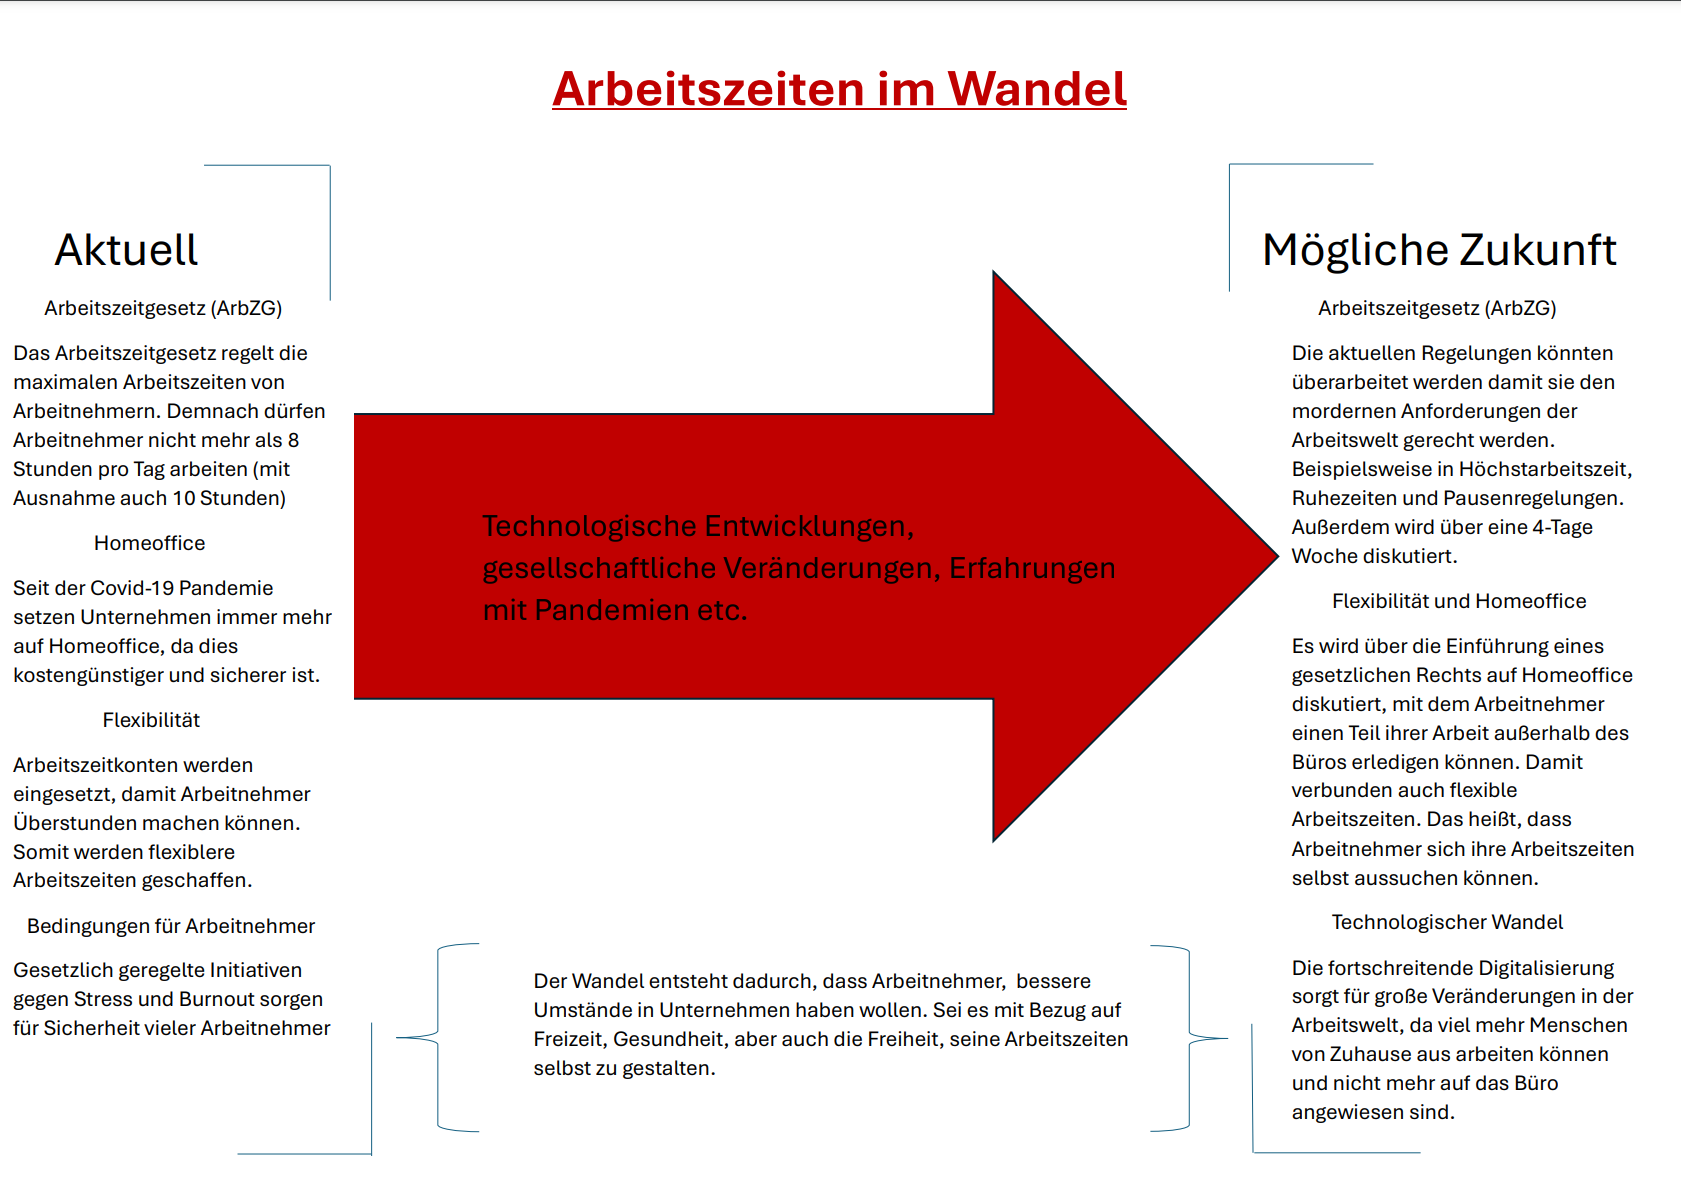 Arbeitszeiten im Wandel
Aktuell
Arbeitszeitgesetz (ArbZG)
Das Arbeitszeitgesetz regelt die
maximalen Arbeitszeiten von
Arbeitnehmern. Demnach dürfen
Arbeitnehmer nicht mehr als 8
Stunden pro Tag arbeiten (mit
Ausnahme auch 10 Stunden)
Homeoffice
Seit der Covid-19 Pandemie
setzen Unternehmen immer mehr
auf Homeoffice, da dies
kostengünstiger und sicherer ist.
Flexibilität
Arbeitszeitkonten werden
eingesetzt, damit Arbeitnehmer
Überstunden machen können.
Somit werden flexiblere
Arbeitszeiten geschaffen.
Bedingungen für Arbeitnehmer
Gesetzlich geregelte Initiativen
gegen Stress und Burnout sorgen
für Sicherheit vieler Arbeitnehmer
Technologische Entwicklungen,
gesellschaftliche Veränderungen, Erfahrungen
mit Pandemien etc.
Der Wandel entsteht dadurch, dass Arbeitnehmer,  bessere
Umstände in Unternehmen haben wollen. Sei es mit Bezug auf
Freizeit, Gesundheit, aber auch die Freiheit, seine Arbeitszeiten
selbst zu gestalten.
Mögliche Zukunft
Arbeitszeitgesetz (ArbZG)
Die aktuellen Regelungen könnten
überarbeitet werden damit sie den
mordernen Anforderungen der
Arbeitswelt gerecht werden.
Beispielsweise in Höchstarbeitszeit,
Ruhezeiten und Pausenregelungen.
Außerdem wird über eine 4-Tage
Woche diskutiert.
Flexibilität und Homeoffice
Es wird über die Einführung eines
gesetzlichen Rechts auf Homeoffice
diskutiert, mit dem Arbeitnehmer
einen Teil ihrer Arbeit außerhalb des
Büros erledigen können. Damit
verbunden auch flexible
Arbeitszeiten. Das heißt, dass
Arbeitnehmer sich ihre Arbeitszeiten
selbst aussuchen können.
Technologischer Wandel
Die fortschreitende Digitalisierung
sorgt für große Veränderungen in der
Arbeitswelt, da viel mehr Menschen
von Zuhause aus arbeiten können
und nicht mehr auf das Büro
angewiesen sind.